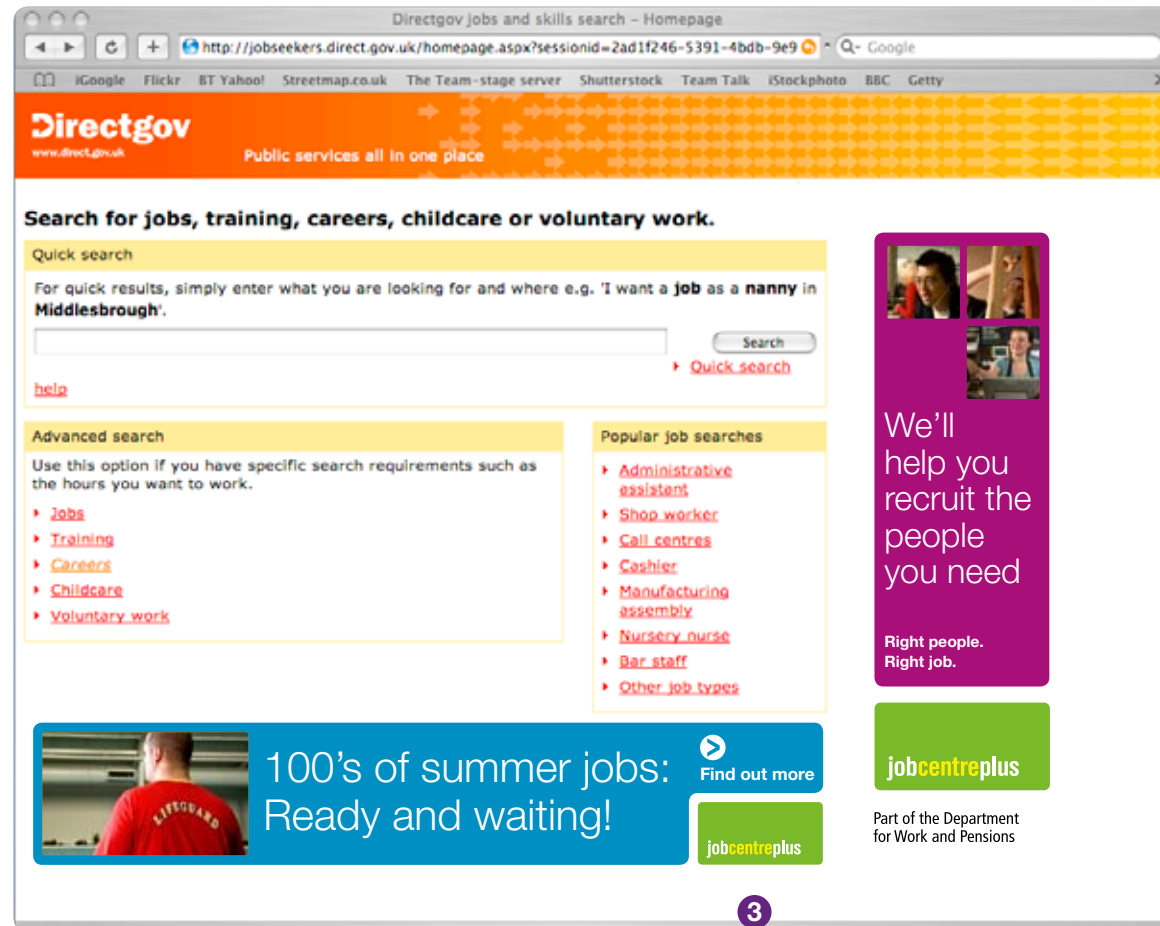 Directgov jobs and skills search – Homepage
http://jobseekers.direct.gov.uk/homepage.aspx?sessionid=2ad1f246-5391-4bdb-9e9
Google
iGoogle Flickr BT Yahoo! Streetmap.co.uk The Team-stage server Shutterstock Team Talk iStockphoto BBC Getty
Directgov
www.direct.gov.uk
Public services all in one place
Search for jobs, training, careers, childcare or voluntary work.
Quick search
For quick results, simply enter what you are looking for and where e.g. 'I want a job as a nanny in
Middlesbrough'.
Search
Quick search
help
Advanced search
Use this option if you have specific search requirements such as
the hours you want to work.
Jobs
Training
Careers
Childcare
Voluntary work
Popular job searches
Administrative
assistant
Shop worker
Call centres
Cashier
Manufacturing
assembly
Nursery nurse
Bar staff
Other job types
We'll
help you
recruit the
people
you need
Right people.
Right job.
jobcentreplus
Part of the Department
for Work and Pensions
LIFEGUARD
100's of summer jobs:
Ready and waiting!
Find out more
jobcentreplus
3